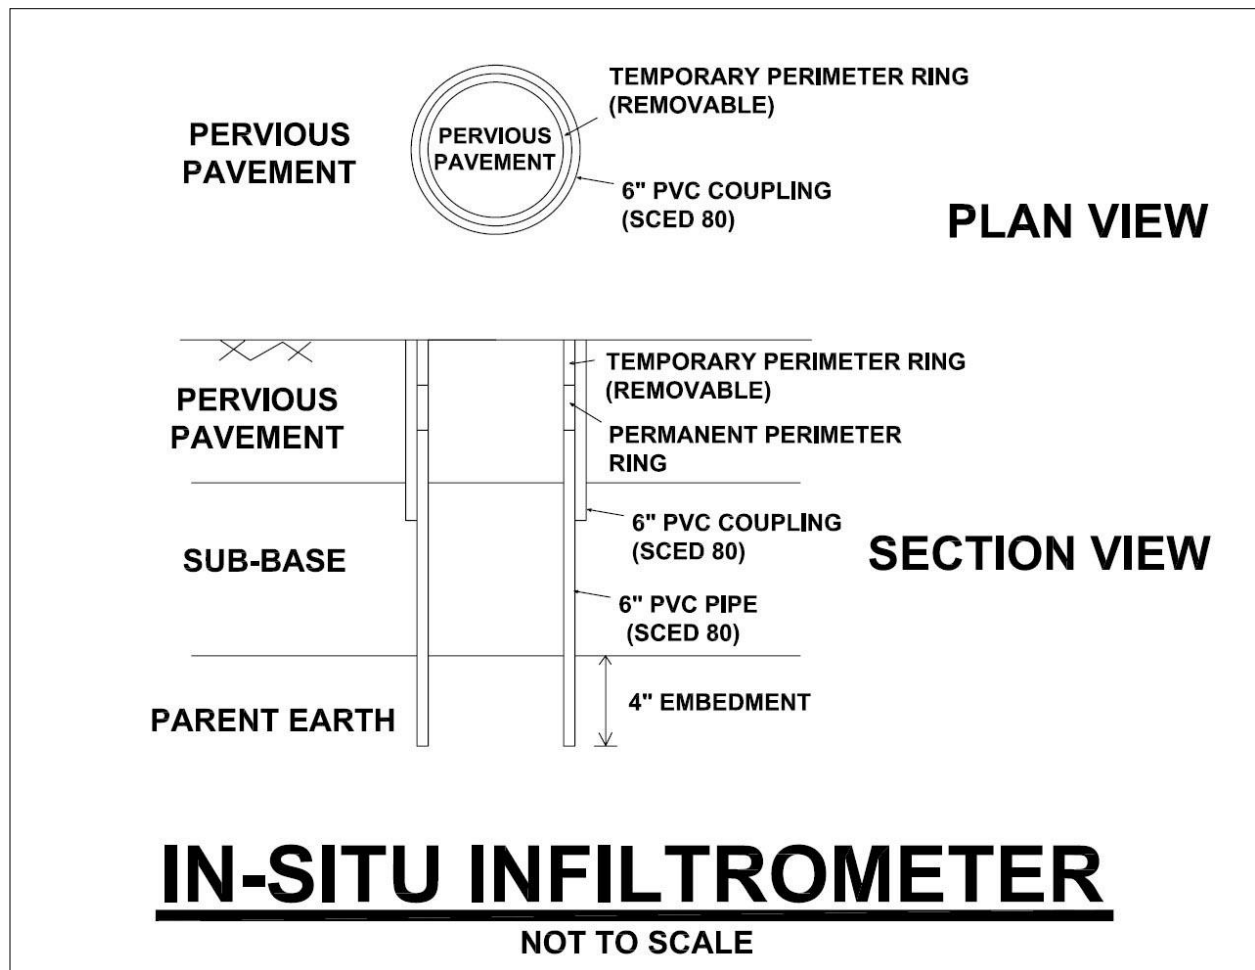 PERVIOUS
PAVEMENT
PERVIOUS
PAVEMENT
TEMPORARY PERIMETER RING
(REMOVABLE)
6" PVC COUPLING
(SCED 80)
PLAN VIEW
PERVIOUS
PAVEMENT
TEMPORARY PERIMETER RING
(REMOVABLE)
PERMANENT PERIMETER
RING
6" PVC COUPLING
(SCED 80)
SECTION VIEW
SUB-BASE
6" PVC PIPE
(SCED 80)
PARENT EARTH
4" EMBEDMENT
IN-SITU INFILTROMETER
NOT TO SCALE